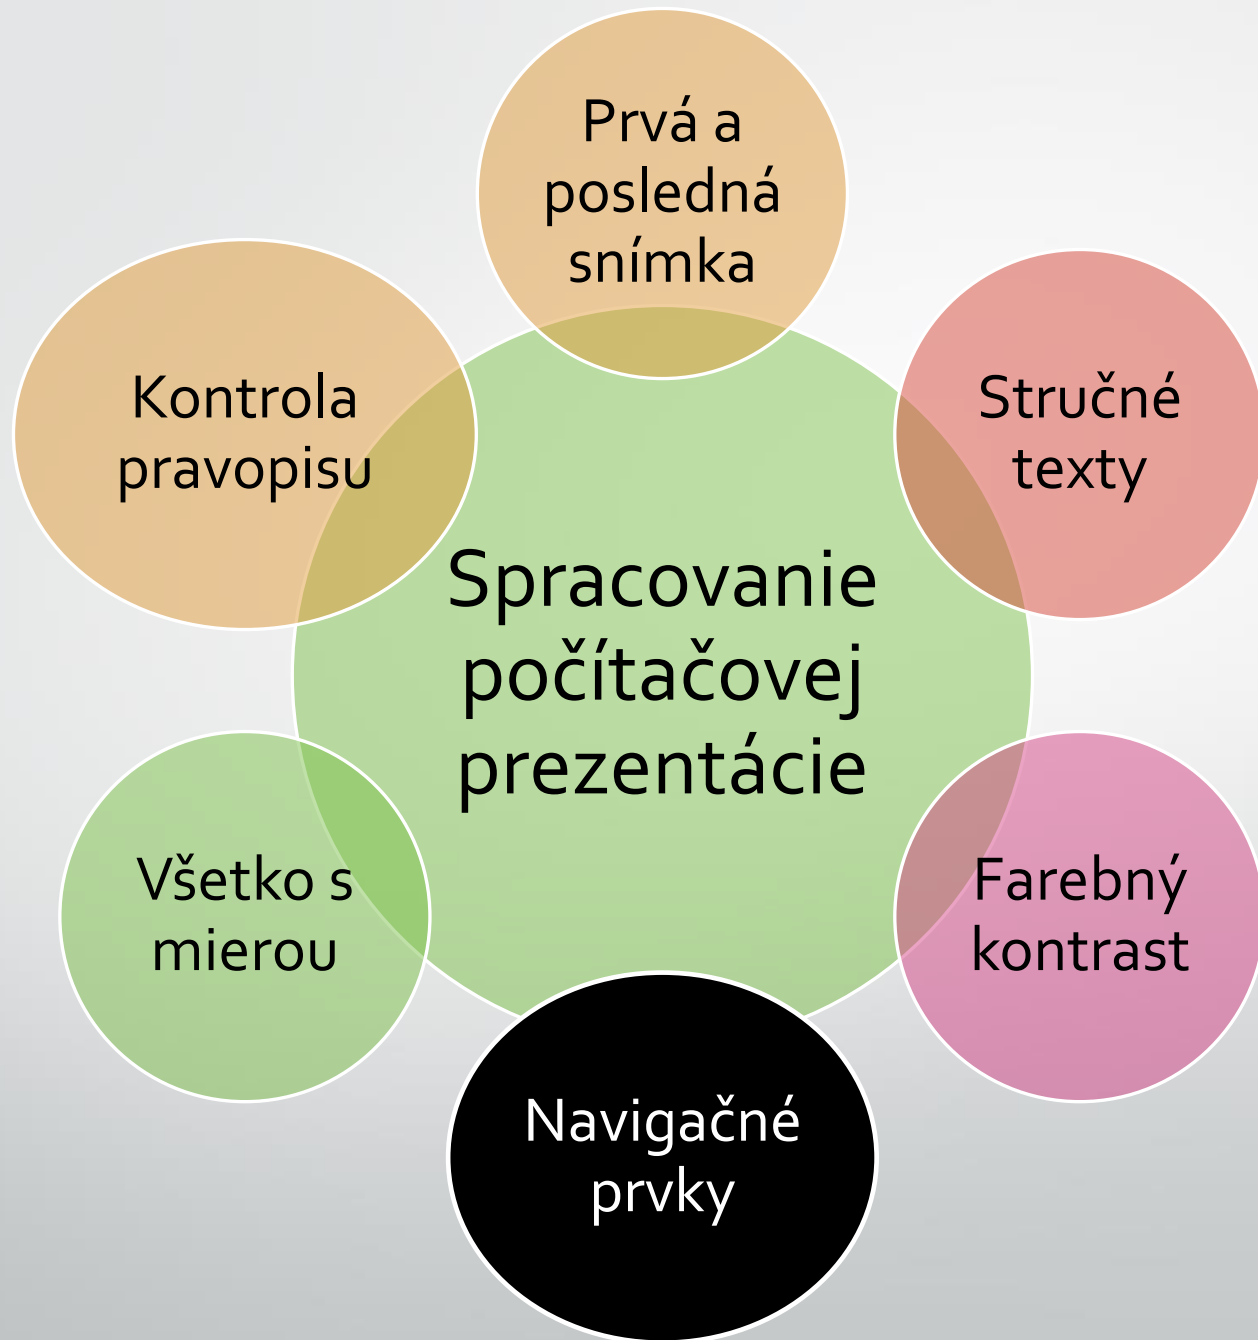 Prvá a
posledná
snímka
Kontrola
pravopisu
Stručné
texty
Spracovanie
počítačovej
prezentácie
Všetko s
mierou
Farebný
kontrast
Navigačné
prvky